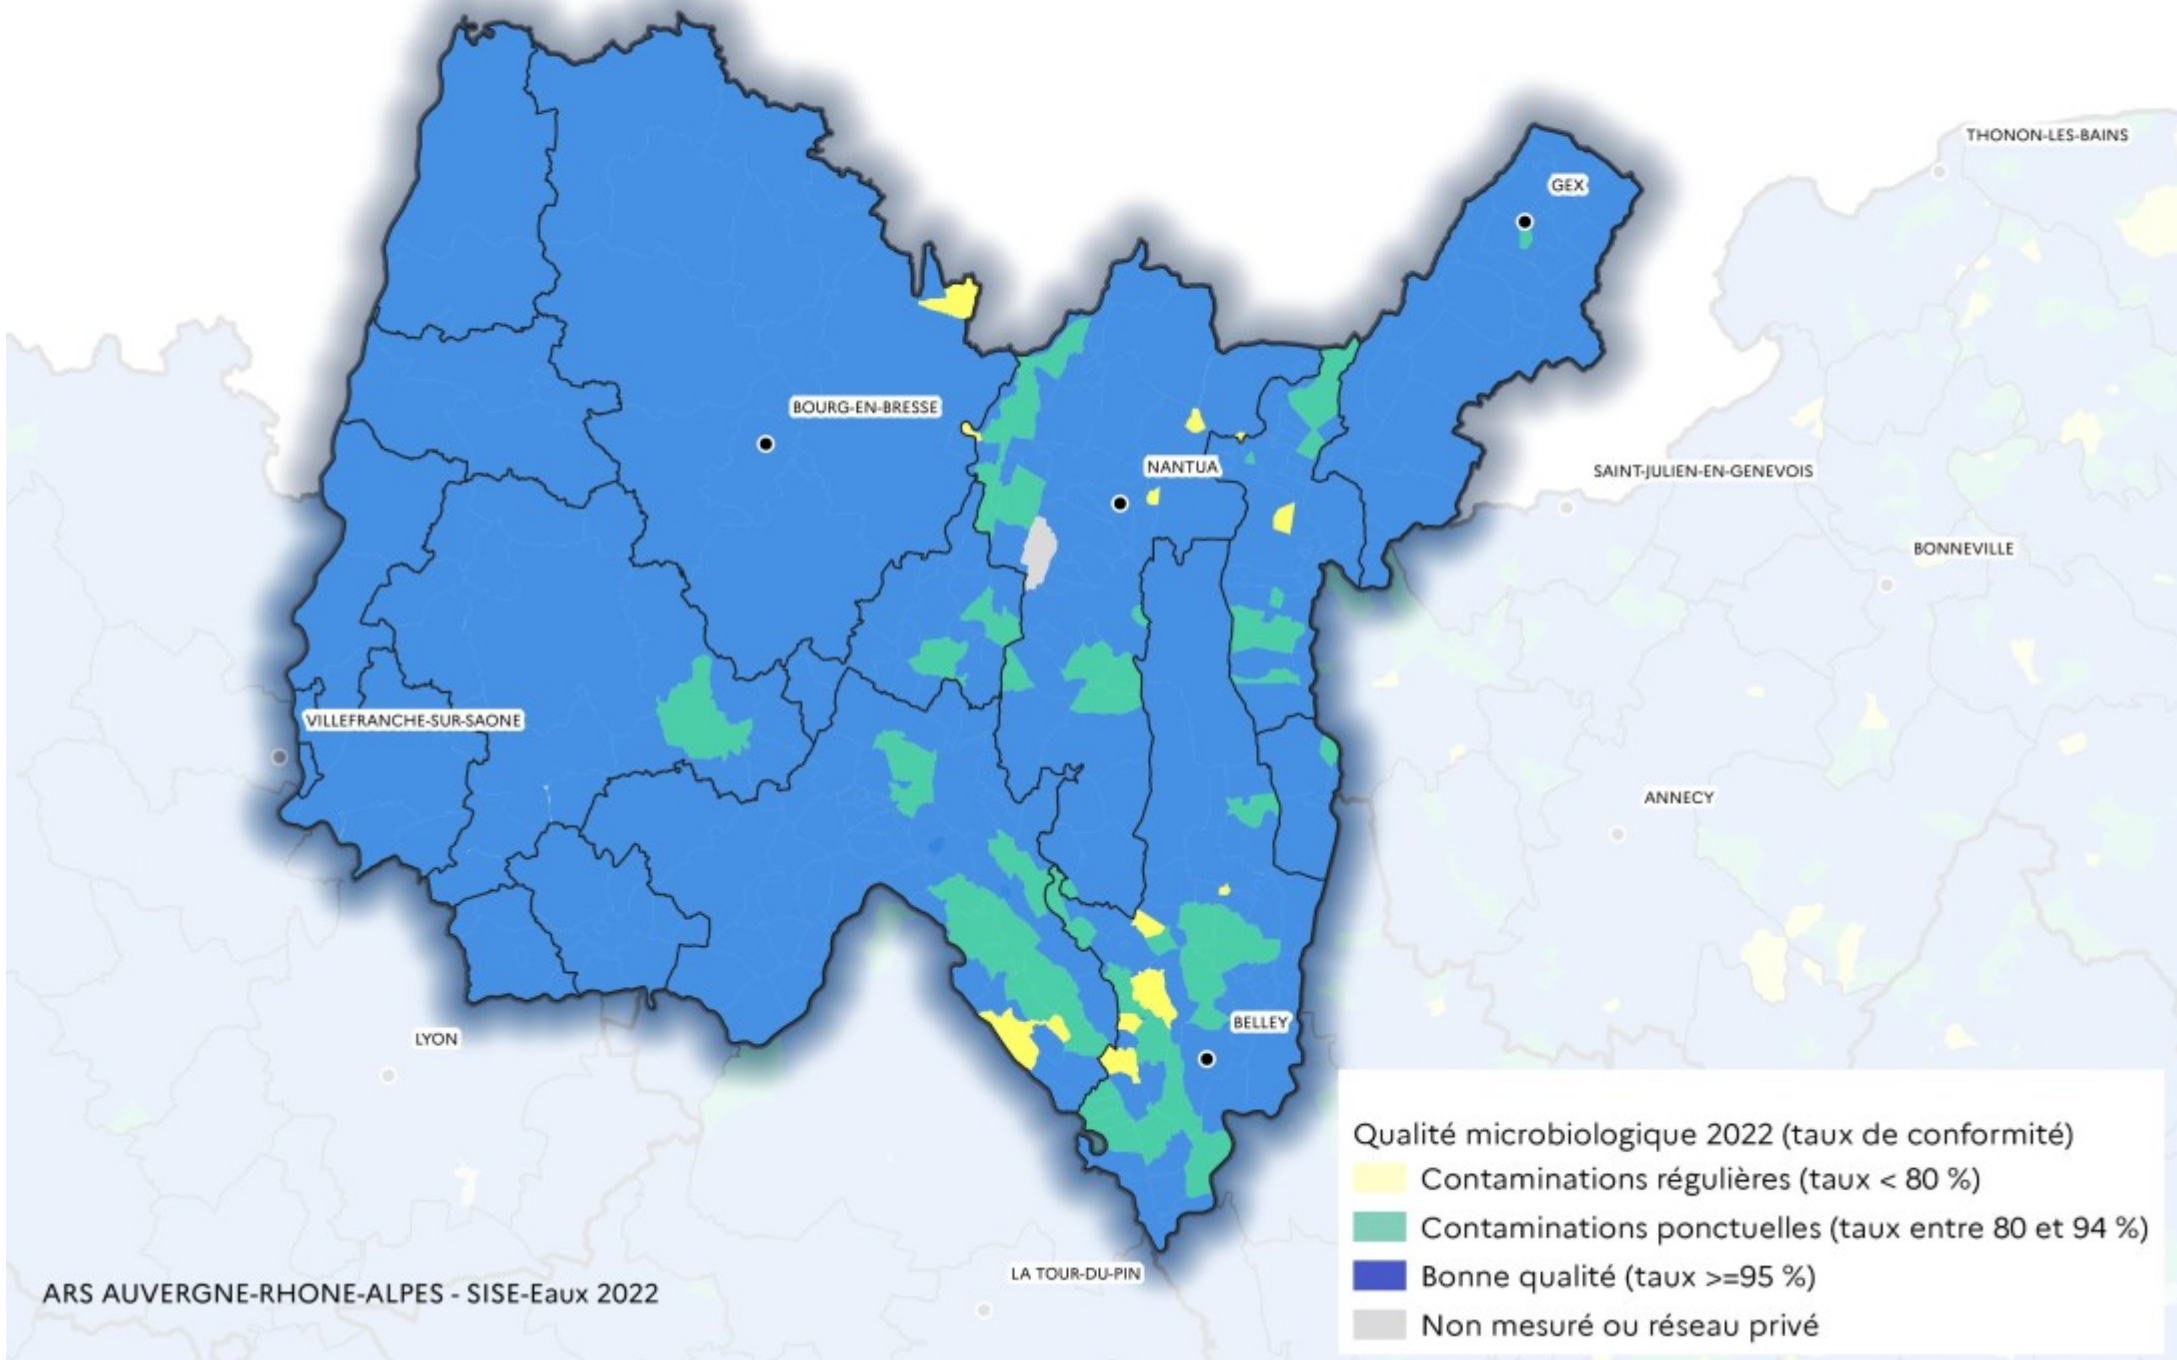 THONON-LES-BAINS
GEX
BOURG-EN-BRESSE
NANTUA
SAINT-JULIEN-EN-GENEVOIS
BONNEVILLE
VILLEFRANCHE-SUR-SAONE
ANNECY
BELLEY
LYON
Qualité microbiologique 2022 (taux de conformité)
Contaminations régulières (taux < 80 %)
Contaminations ponctuelles (taux entre 80 et 94 %)
Bonne qualité (taux >=95 %)
Non mesuré ou réseau privé
LA TOUR-DU-PIN
ARS AUVERGNE-RHONE-ALPES - SISE-Eaux 2022